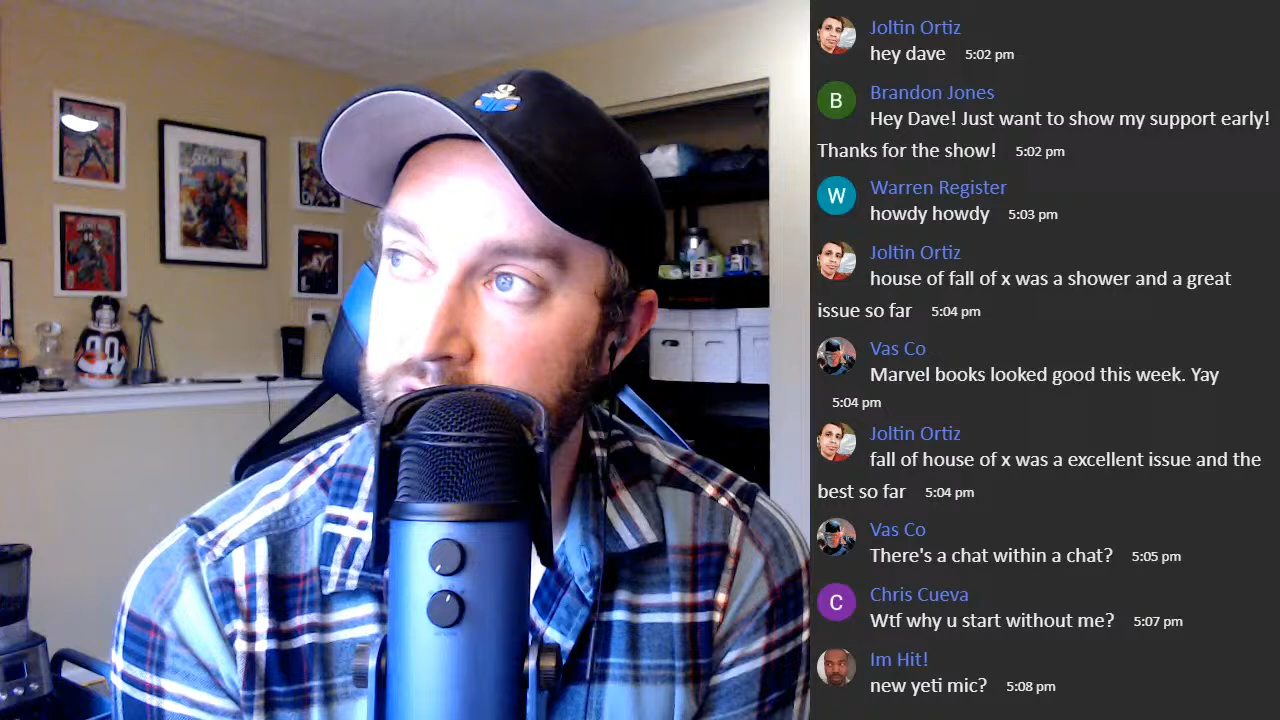 Joltin Ortiz
hey dave 5:02 pm
Brandon Jones
B
Hey Dave! Just want to show my support early!
Thanks for the show! 5:02 pm
Warren Register
W
howdy howdy 5:03 pm
Joltin Ortiz
house of fall of x was a shower and a great
issue so far 5:04 pm
Vas Co
Marvel books looked good this week. Yay
5:04 pm
Joltin Ortiz
fall of house of x was a excellent issue and the
best so far 5:04 pm
Vas Co
There's a chat within a chat? 5:05 pm
Chris Cueva
C
Wtf why u start without me? 5:07 pm
Im Hit!
new yeti mic? 5:08 pm
SECRET WARS
00